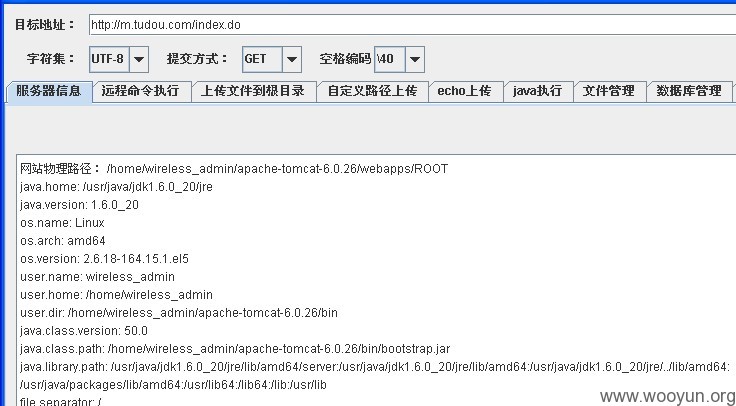 目标地址： http://m.tudou.com/index.do
字符集： UTF-8 提交方式： GET 空格编码 \40
服务器信息 远程命令执行 上传文件到根目录 自定义路径上传 echo上传 java执行 文件管理 数据库管理
网站物理路径： /home/wireless_admin/apache-tomcat-6.0.26/webapps/ROOT
java.home: /usr/java/jdk1.6.0_20/jre
java.version: 1.6.0_20
os.name: Linux
os.arch: amd64
os.version: 2.6.18-164.15.1.el5
user.name: wireless_admin
user.home: /home/wireless_admin
user.dir: /home/wireless_admin/apache-tomcat-6.0.26/bin
java.class.version: 50.0
java.class.path: /home/wireless_admin/apache-tomcat-6.0.26/bin/bootstrap.jar
java.library.path: /usr/java/jdk1.6.0_20/jre/lib/amd64/server:/usr/java/jdk1.6.0_20/jre/lib/amd64:/usr/java/jdk1.6.0_20/jre/../lib/amd64:
/usr/java/packages/lib/amd64:/usr/lib64:/lib64:/lib:/usr/lib
file.separator: /
www.wooyun.org